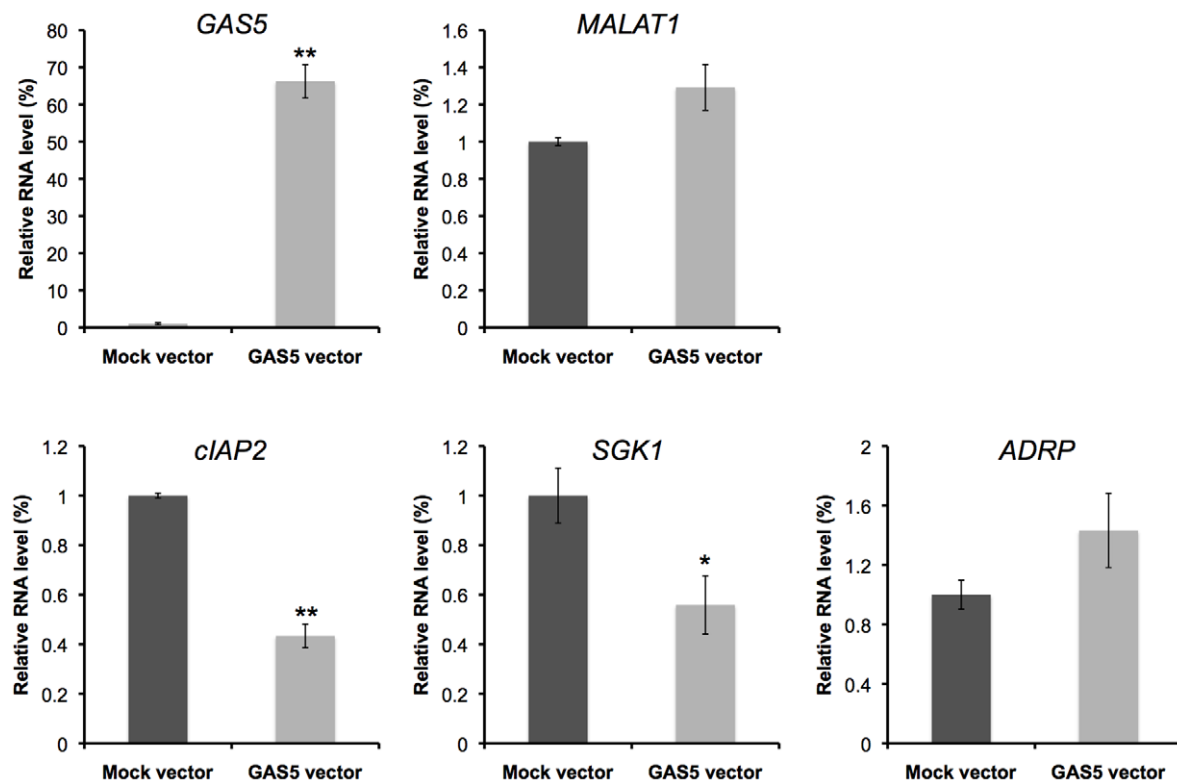 GAS5
Relative RNA level (%)
80
70
60
50
40
30
20
10
0
**
Mock vector
GAS5 vector
MALAT1
Relative RNA level (%)
1.6
1.4
1.2
1
0.8
0.6
0.4
0.2
0
Mock vector
GAS5 vector
cIAP2
Relative RNA level (%)
1.2
1
0.8
0.6
0.4
0.2
0
**
Mock vector
GAS5 vector
SGK1
Relative RNA level (%)
1.2
1
0.8
0.6
0.4
0.2
0
*
Mock vector
GAS5 vector
ADRP
Relative RNA level (%)
2
1.6
1.2
0.8
0.4
0
Mock vector
GAS5 vector